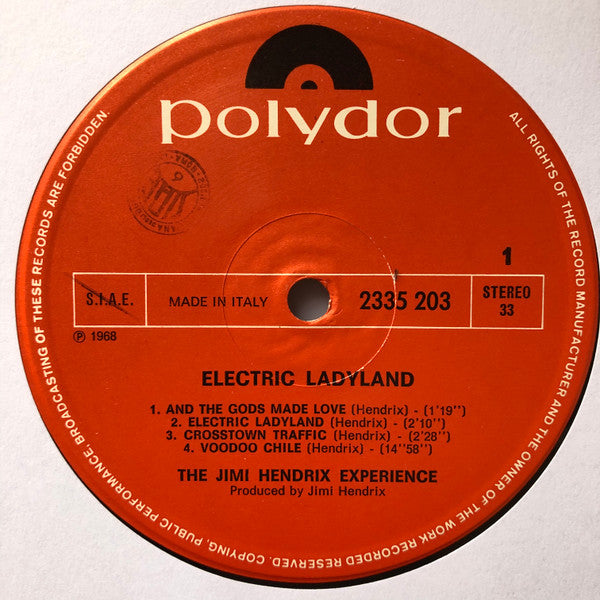 polydor
1
S.I.A.E.
MADE IN ITALY
2335 203
STEREO
33
℗ 1968
ELECTRIC LADYLAND
1. AND THE GODS MADE LOVE (Hendrix) - (1'19'')
2. ELECTRIC LADYLAND (Hendrix) - (2'10'')
3. CROSSTOWN TRAFFIC (Hendrix) - (2'28'')
4. VOODOO CHILE (Hendrix) - (14''58'')
THE JIMI HENDRIX EXPERIENCE
Produced by Jimi Hendrix
ALL RIGHTS OF THE RECORD MANUFACTURER AND THE OWNER OF THE WORK RECORDED RESERVED. COPYING, PUBLIC PERFORMANCE, BROADCASTING OF THESE RECORDS ARE FORBIDDEN.